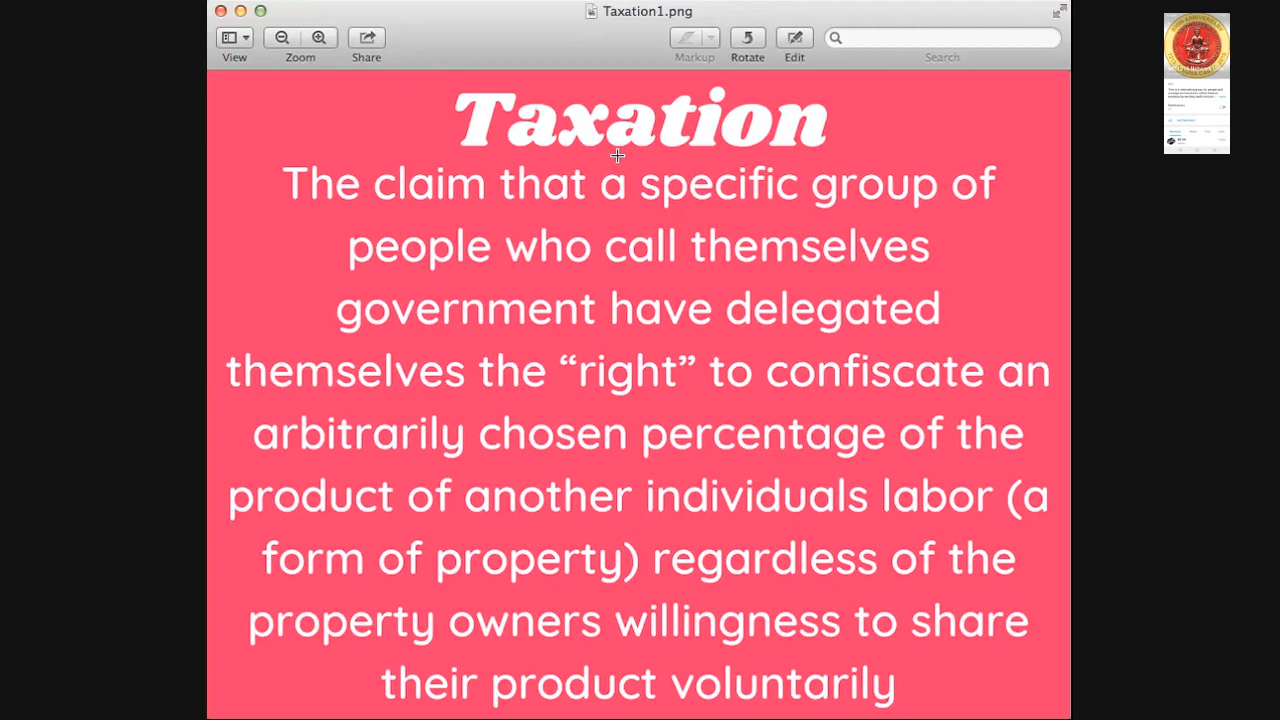 Taxation1.png
View
Zoom
Share
Markup
Rotate
Edit
Search
Taxation
The claim that a specific group of
people who call themselves
government have delegated
themselves the “right” to confiscate an
arbitrarily chosen percentage of the
product of another individuals labor (a
form of property) regardless of the
property owners willingness to share
their product voluntarily